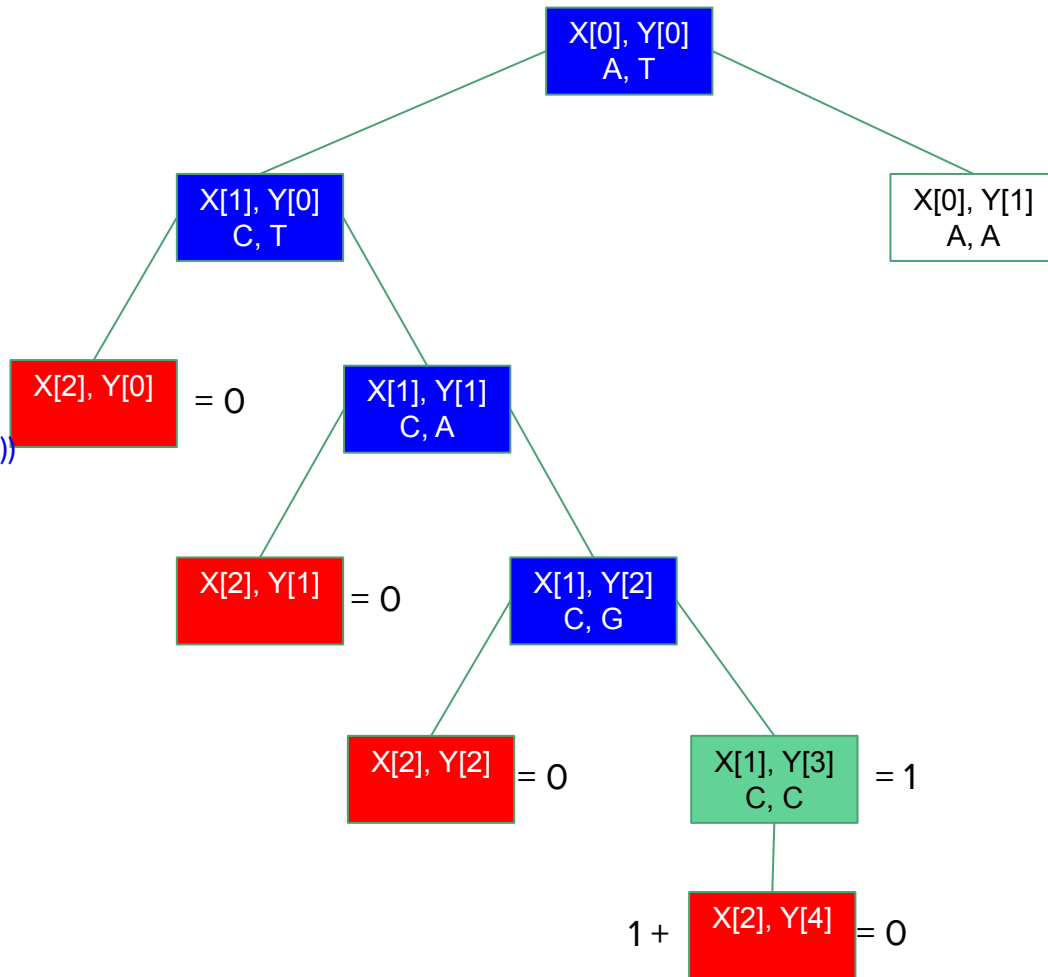 X[0], Y[0]
A, T
X[1], Y[0]
C, T
X[0], Y[1]
A, A
X[2], Y[0]
= 0
X[1], Y[1]
C, A
))
X[2], Y[1]
= 0
X[1], Y[2]
C, G
X[2], Y[2]
= 0
X[1], Y[3]
C, C
= 1
1 +
X[2], Y[4]
= 0